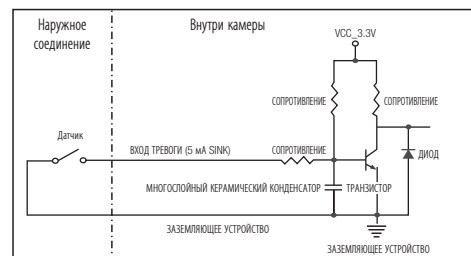 Наружное
соединение
Внутри камеры
VCC_3.3V
СОПРОТИВЛЕНИЕ
СОПРОТИВЛЕНИЕ
Датчик
ВХОД ТРЕВОГИ (5 мА SINK)
СОПРОТИВЛЕНИЕ
ДИОД
МНОГОСЛОЙНЫЙ КЕРАМИЧЕСКИЙ КОНДЕНСАТОР
ТРАНЗИСТОР
ЗАЗЕМЛЯЮЩЕЕ УСТРОЙСТВО
ЗАЗЕМЛЯЮЩЕЕ УСТРОЙСТВО